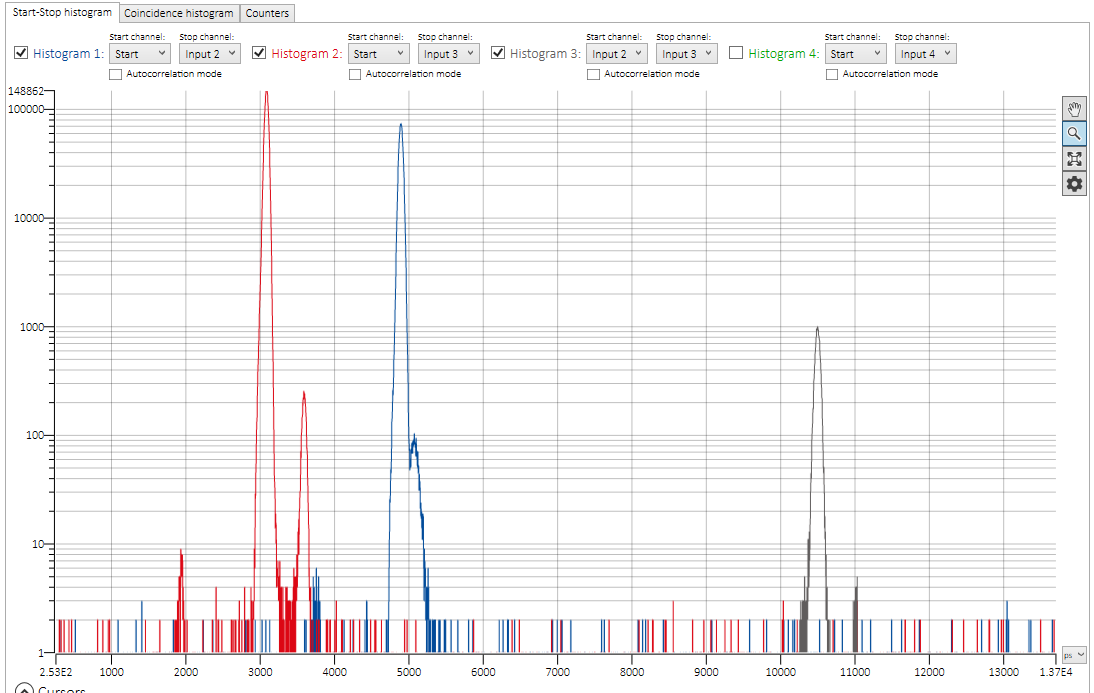 Start-Stop histogram Coincidence histogram Counters
Start channel: Stop channel: Start channel: Stop channel: Start channel: Stop channel: Start channel: Stop channel:
Histogram 1: Start Input 2 Histogram 2: Start Input 3 Histogram 3: Input 2 Input 3 Histogram 4: Start Input 4
Autocorrelation mode Autocorrelation mode Autocorrelation mode Autocorrelation mode
148862
100000
10000
1000
100
10
1
ps
2.53E2 1000 2000 3000 4000 5000 6000 7000 8000 9000 10000 11000 12000 13000 1.37E4
Cursors